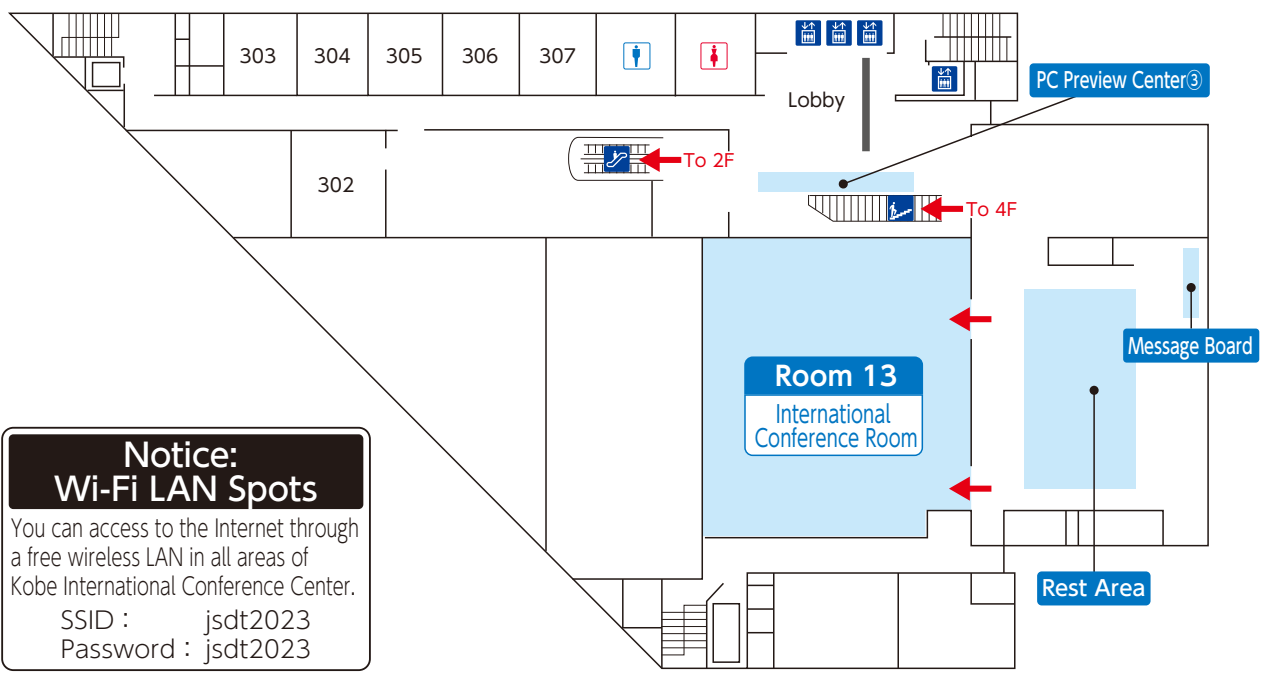 303
304
305
306
307
Lobby
PC Preview Center③
To 2F
302
To 4F
Message Board
Room 13
International
Conference Room
Rest Area
Notice:
Wi-Fi LAN Spots
You can access to the Internet through
a free wireless LAN in all areas of
Kobe International Conference Center.
SSID： jsdt2023
Password：jsdt2023